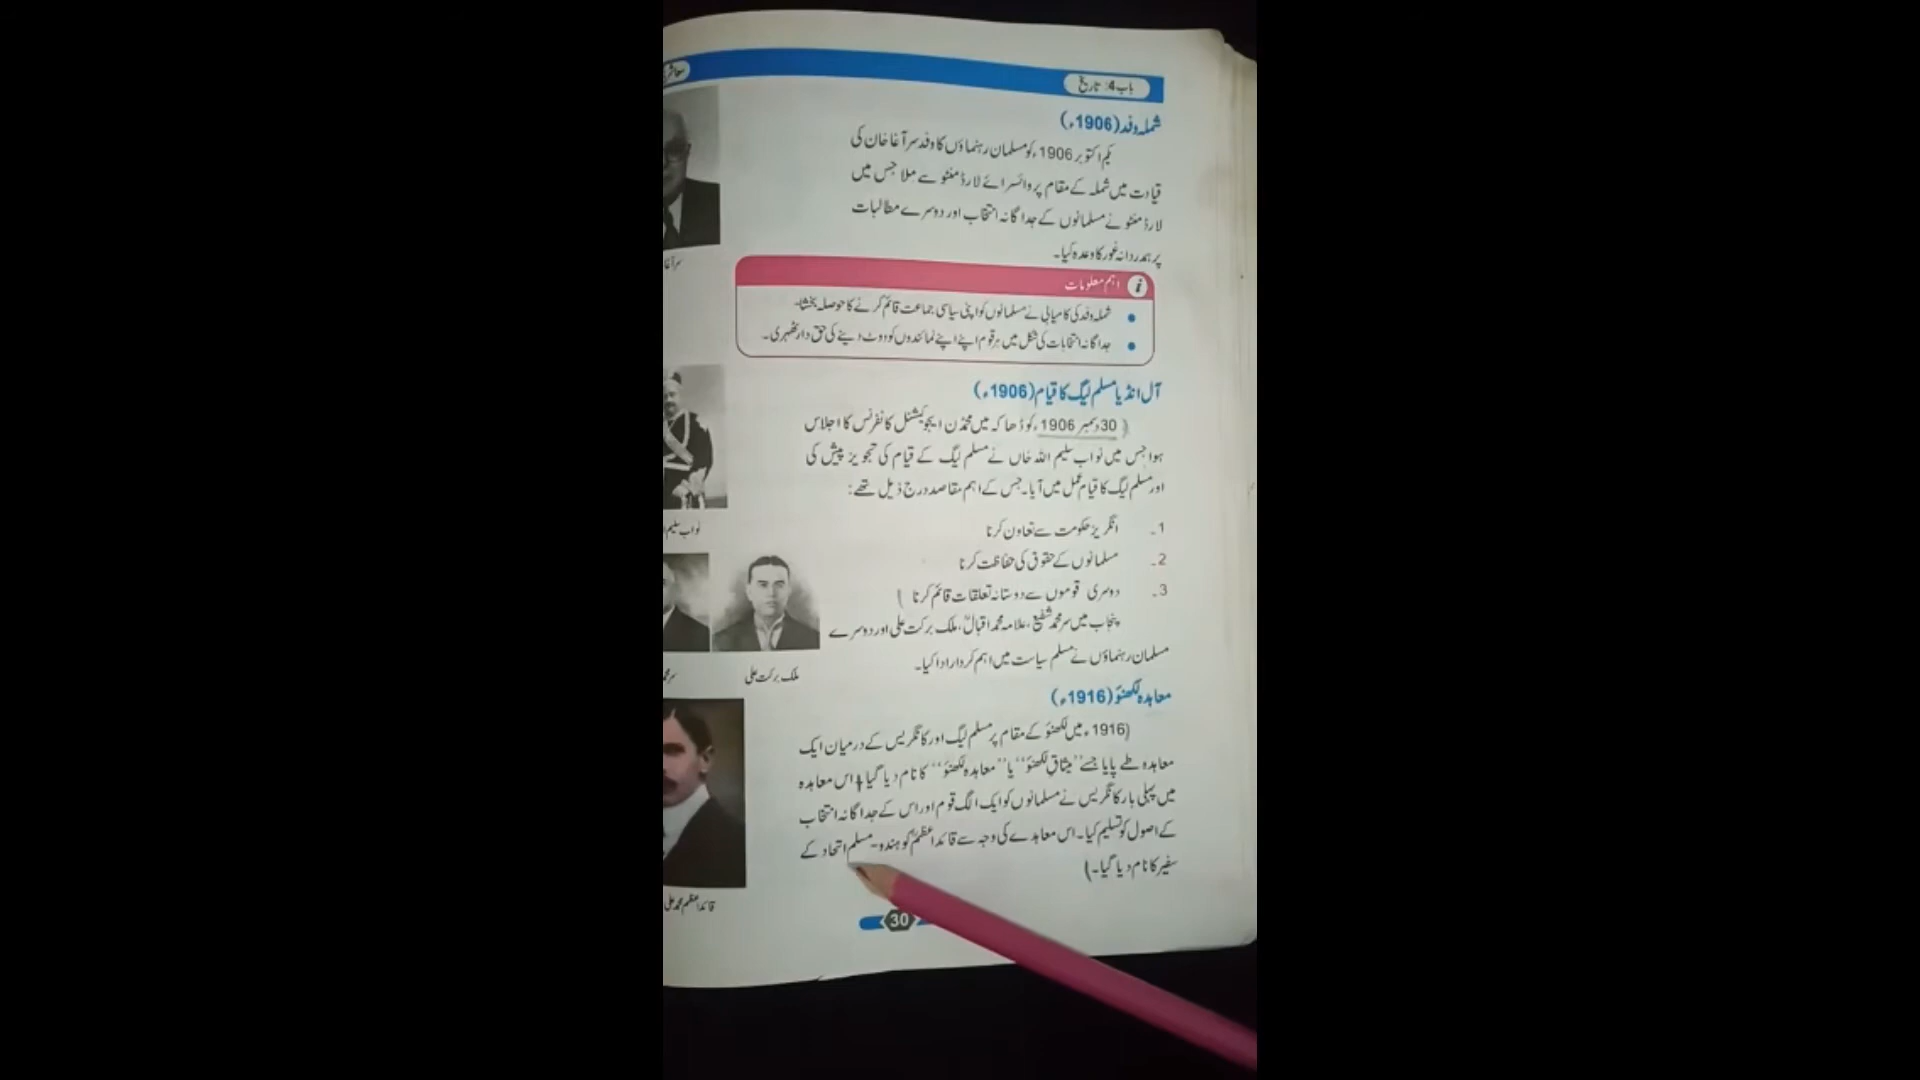 باب 4: تاریخ
معاشر
شملہ وفد (1906ء)
یکم اکتوبر 1906ء کو مسلمان رہنماؤں کا وفد سر آغا خان کی
قیادت میں شملہ کے مقام پر وائسرائے لارڈ منٹو سے ملا جس میں
لارڈ منٹو نے مسلمانوں کے جداگانہ انتخاب اور دوسرے مطالبات
پر ہمدردانہ غور کا وعدہ کیا۔
سر آغا
اہم معلومات
شملہ وفد کی کامیابی نے مسلمانوں کو اپنی سیاسی جماعت قائم کرنے کا حوصلہ بخشا۔
جداگانہ انتخابات کی شکل میں ہر قوم اپنے اپنے نمائندوں کو ووٹ دینے کی حق دار ٹھہری۔
آل انڈیا مسلم لیگ کا قیام (1906ء)
(30 دسمبر 1906ء کو ڈھاکہ میں محمڈن ایجوکیشنل کانفرنس کا اجلاس
ہوا جس میں نواب سلیم اللہ خاں نے مسلم لیگ کے قیام کی تجویز پیش کی
اور مسلم لیگ کا قیام عمل میں آیا۔ جس کے اہم مقاصد درج ذیل تھے:
نواب سلیم ا
1۔ انگریز حکومت سے تعاون کرنا
2۔ مسلمانوں کے حقوق کی حفاظت کرنا
3۔ دوسری قوموں سے دوستانہ تعلقات قائم کرنا)
پنجاب میں سر محمد شفیع، علامہ محمد اقبالؒ، ملک برکت علی اور دوسرے
مسلمان رہنماؤں نے مسلم سیاست میں اہم کردار ادا کیا۔
ملک برکت علی
سر محمد
معاہدہ لکھنؤ (1916ء)
(1916ء میں لکھنؤ کے مقام پر مسلم لیگ اور کانگریس کے درمیان ایک
معاہدہ طے پایا جسے ’’میثاقِ لکھنؤ‘‘ یا ’’معاہدہ لکھنؤ‘‘ کا نام دیا گیا) اس معاہدہ
میں پہلی بار کانگریس نے مسلمانوں کو ایک الگ قوم اور اس کے جداگانہ انتخاب
کے اصول کو تسلیم کیا۔ اس معاہدے کی وجہ سے قائداعظمؒ کو ہندو-مسلم اتحاد کے
سفیر کا نام دیا گیا۔)
قائداعظم محمد علی
30